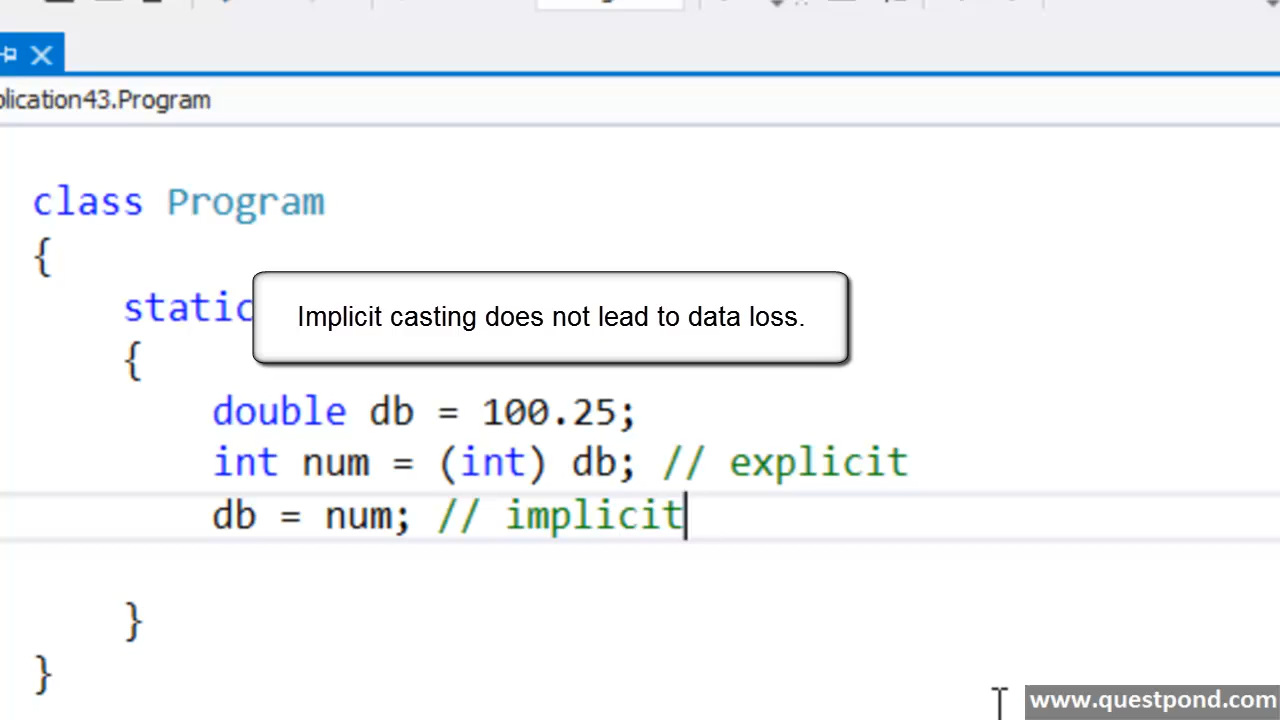 plication43.Program
class Program
{
static
Implicit casting does not lead to data loss.
{
double db = 100.25;
int num = (int) db; // explicit
db = num; // implicit
}
}
www.questpond.com